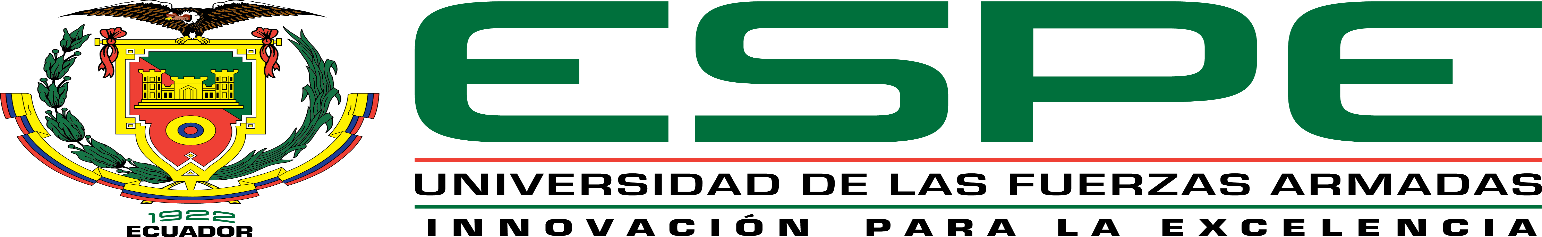 1922
ECUADOR
ESPE
UNIVERSIDAD DE LAS FUERZAS ARMADAS
INNOVACIÓN PARA LA EXCELENCIA